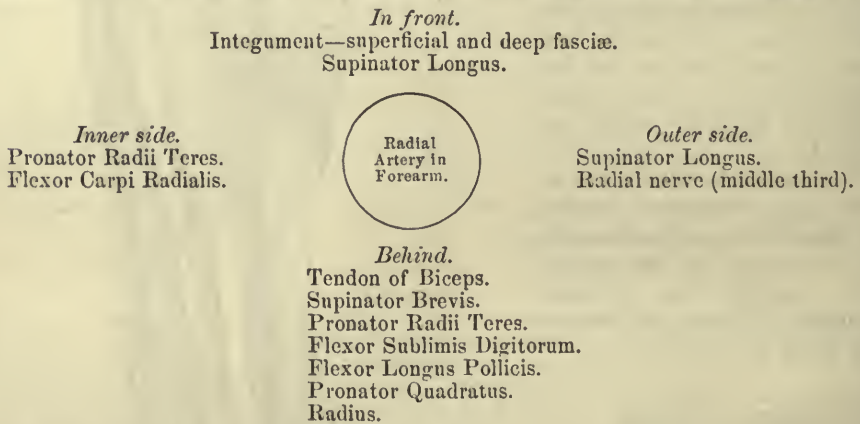 In front.
Integument—superficial and deep fasciæ.
Supinator Longus.
Inner side.
Pronator Radii Teres.
Flexor Carpi Radialis.
Radial
Artery in
Forearm.
Outer side.
Supinator Longus.
Radial nerve (middle third).
Behind.
Tendon of Biceps.
Supinator Brevis.
Pronator Radii Teres.
Flexor Sublimis Digitorum.
Flexor Longus Pollicis.
Pronator Quadratus.
Radius.